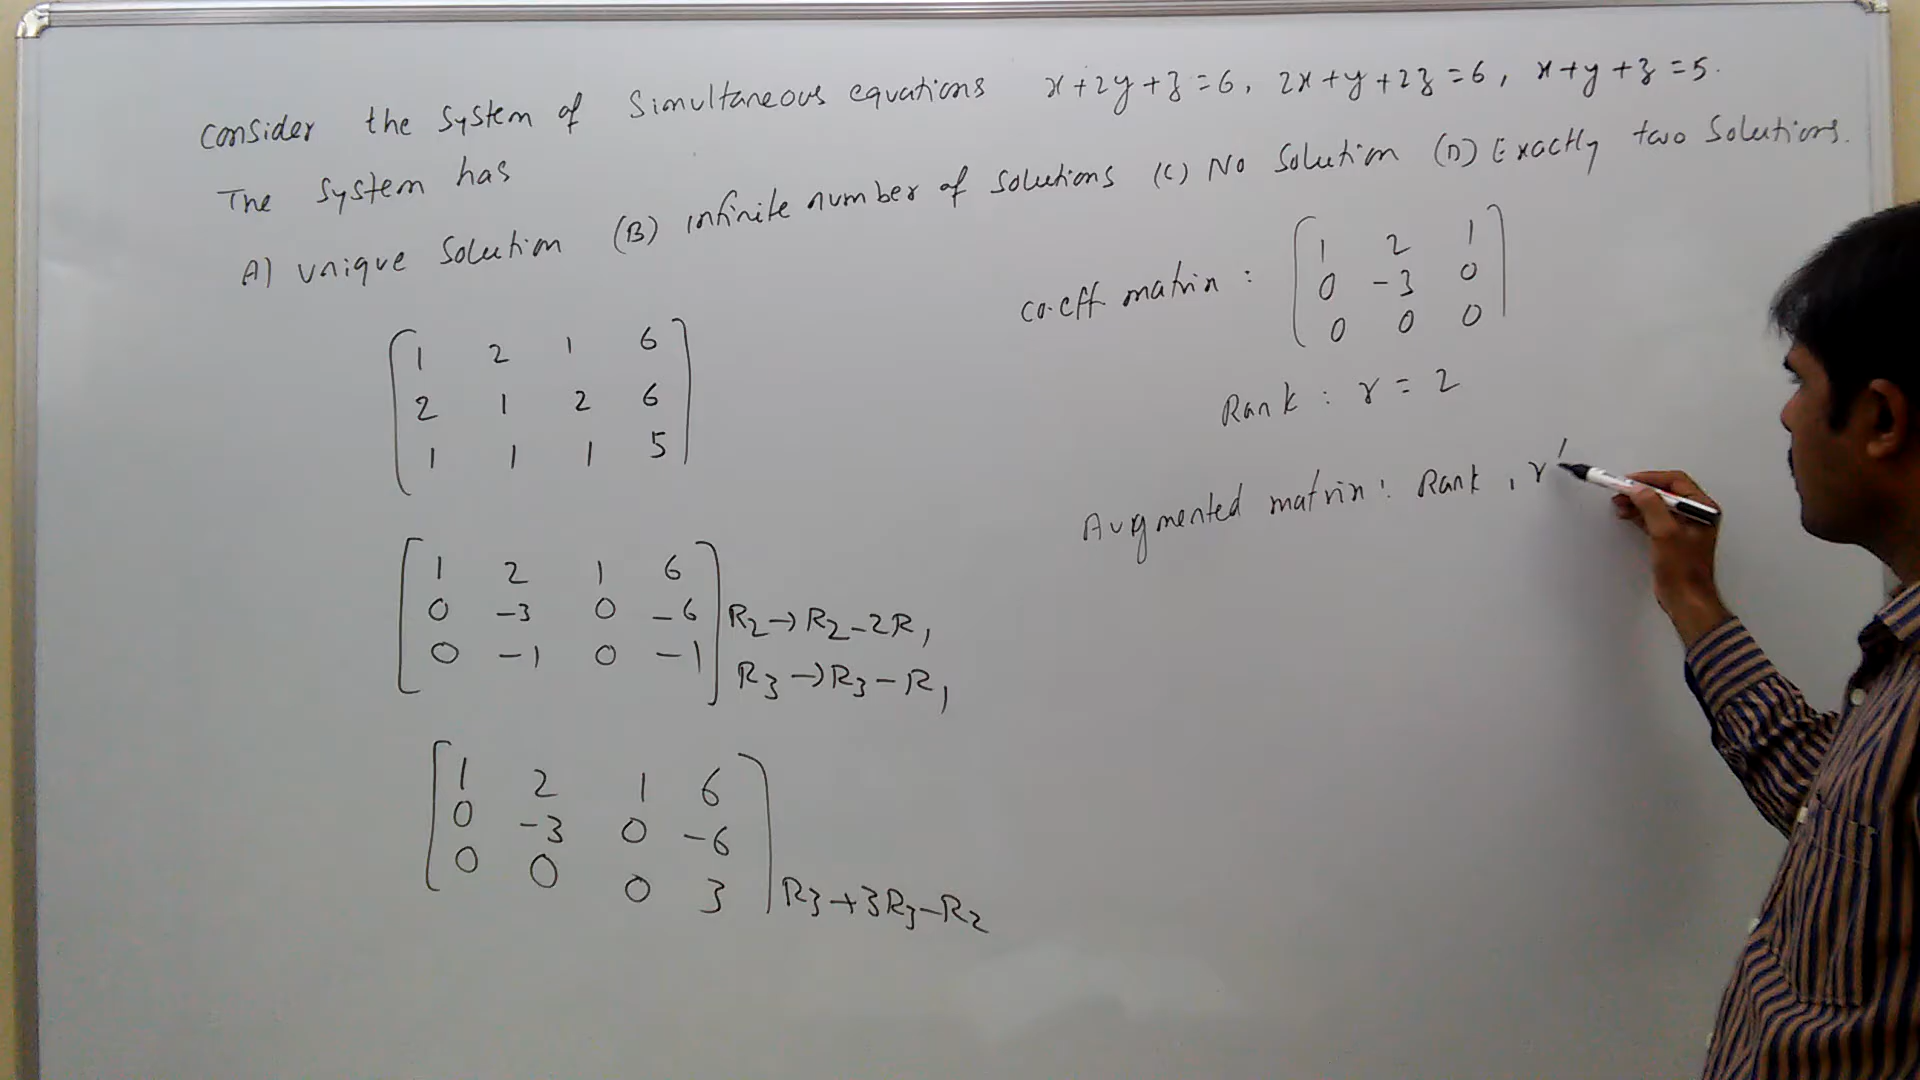 Consider the system of Simultaneous equations x+2y+z=6, 2x+y+2z=6, x+y+z=5.
The system has
A) unique solution (B) infinite number of solutions (C) No Solution (D) Exactly two Solutions.
1 2 1 6
2 1 2 6
1 1 1 5
1 2 1 6
0 -3 0 -6 R2→R2-2R1
0 -1 0 -1 R3→R3-R1
1 2 1 6
0 -3 0 -6
0 0 0 3 R3→3R3-R2
co.eff matrix :
1 2 1
0 -3 0
0 0 0
Rank : r = 2
Augmented matrix : Rank , r'